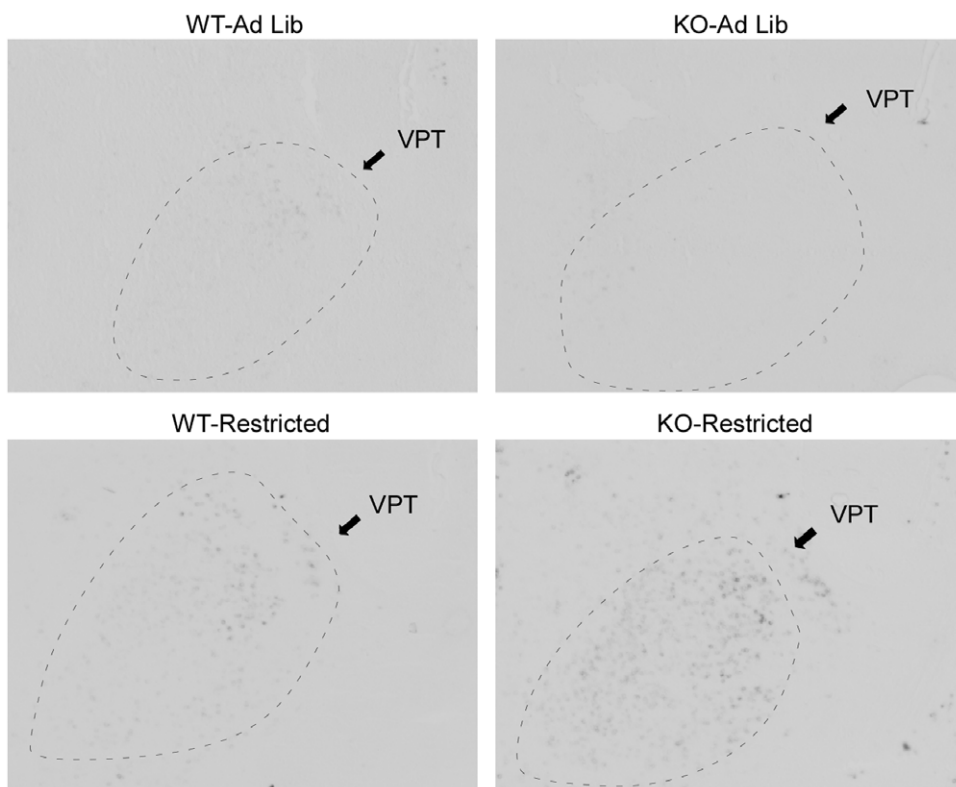 WT-Ad Lib
KO-Ad Lib
VPT
VPT
WT-Restricted
KO-Restricted
VPT
VPT